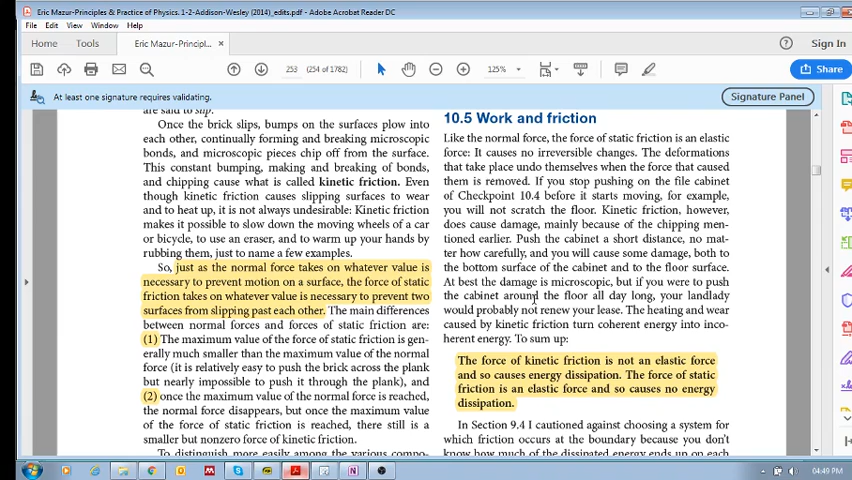 Eric Mazur-Principles & Practice of Physics. 1-2-Addison-Wesley (2014)_edits.pdf - Adobe Acrobat Reader DC
File Edit View Window Help
Home Tools Eric Mazur-Principl... × Sign In
253 (254 of 1782) 125% Share
At least one signature requires validating. Signature Panel
are said to slip.
Once the brick slips, bumps on the surfaces plow into
each other, continually forming and breaking microscopic
bonds, and microscopic pieces chip off from the surface.
This constant bumping, making and breaking of bonds,
and chipping cause what is called kinetic friction. Even
though kinetic friction causes slipping surfaces to wear
and to heat up, it is not always undesirable: Kinetic friction
makes it possible to slow down the moving wheels of a car
or bicycle, to use an eraser, and to warm up your hands by
rubbing them, just to name a few examples.
So, just as the normal force takes on whatever value is
necessary to prevent motion on a surface, the force of static
friction takes on whatever value is necessary to prevent two
surfaces from slipping past each other. The main differences
between normal forces and forces of static friction are:
(1) The maximum value of the force of static friction is gen-
erally much smaller than the maximum value of the normal
force (it is relatively easy to push the brick across the plank
but nearly impossible to push it through the plank), and
(2) once the maximum value of the normal force is reached,
the normal force disappears, but once the maximum value
of the force of static friction is reached, there still is a
smaller but nonzero force of kinetic friction.
To distinguish more easily among the various compo-
10.5 Work and friction
Like the normal force, the force of static friction is an elastic
force: It causes no irreversible changes. The deformations
that take place undo themselves when the force that caused
them is removed. If you stop pushing on the file cabinet
of Checkpoint 10.4 before it starts moving, for example,
you will not scratch the floor. Kinetic friction, however,
does cause damage, mainly because of the chipping men-
tioned earlier. Push the cabinet a short distance, no mat-
ter how carefully, and you will cause some damage, both to
the bottom surface of the cabinet and to the floor surface.
At best the damage is microscopic, but if you were to push
the cabinet around the floor all day long, your landlady
would probably not renew your lease. The heating and wear
caused by kinetic friction turn coherent energy into inco-
herent energy. To sum up:
The force of kinetic friction is not an elastic force
and so causes energy dissipation. The force of static
friction is an elastic force and so causes no energy
dissipation.
In Section 9.4 I cautioned against choosing a system for
which friction occurs at the boundary because you don't
know how much of the dissipated energy ends up on each
04:49 PM